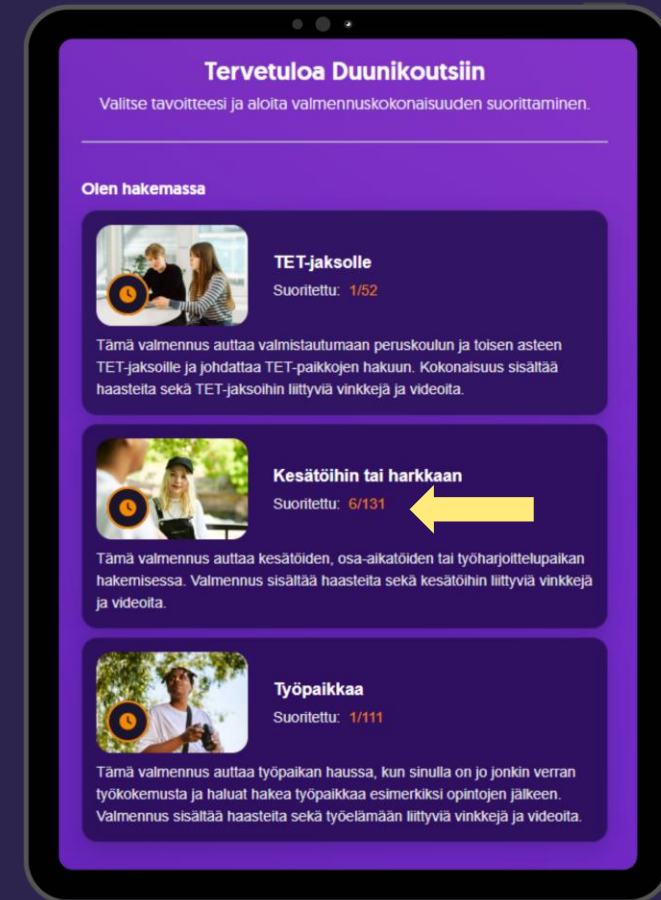 Tervetuloa Duunikoutsiin
Valitse tavoitteesi ja aloita valmennuskokonaisuuden suorittaminen.
Olen hakemassa
TET-jaksolle
Suoritettu: 1/52
Tämä valmennus auttaa valmistautumaan peruskoulun ja toisen asteen
TET-jaksoille ja johdattaa TET-paikkojen hakuun. Kokonaisuus sisältää
haasteita sekä TET-jaksoihin liittyviä vinkkejä ja videoita.
Kesätöihin tai harkkaan
Suoritettu: 6/131
Tämä valmennus auttaa kesätöiden, osa-aikatöiden tai työharjoittelupaikan
hakemisessa. Valmennus sisältää haasteita sekä kesätöihin liittyviä vinkkejä
ja videoita.
Työpaikkaa
Suoritettu: 1/111
Tämä valmennus auttaa työpaikan haussa, kun sinulla on jo jonkin verran
työkokemusta ja haluat hakea työpaikkaa esimerkiksi opintojen jälkeen.
Valmennus sisältää haasteita sekä työelämään liittyviä vinkkejä ja videoita.